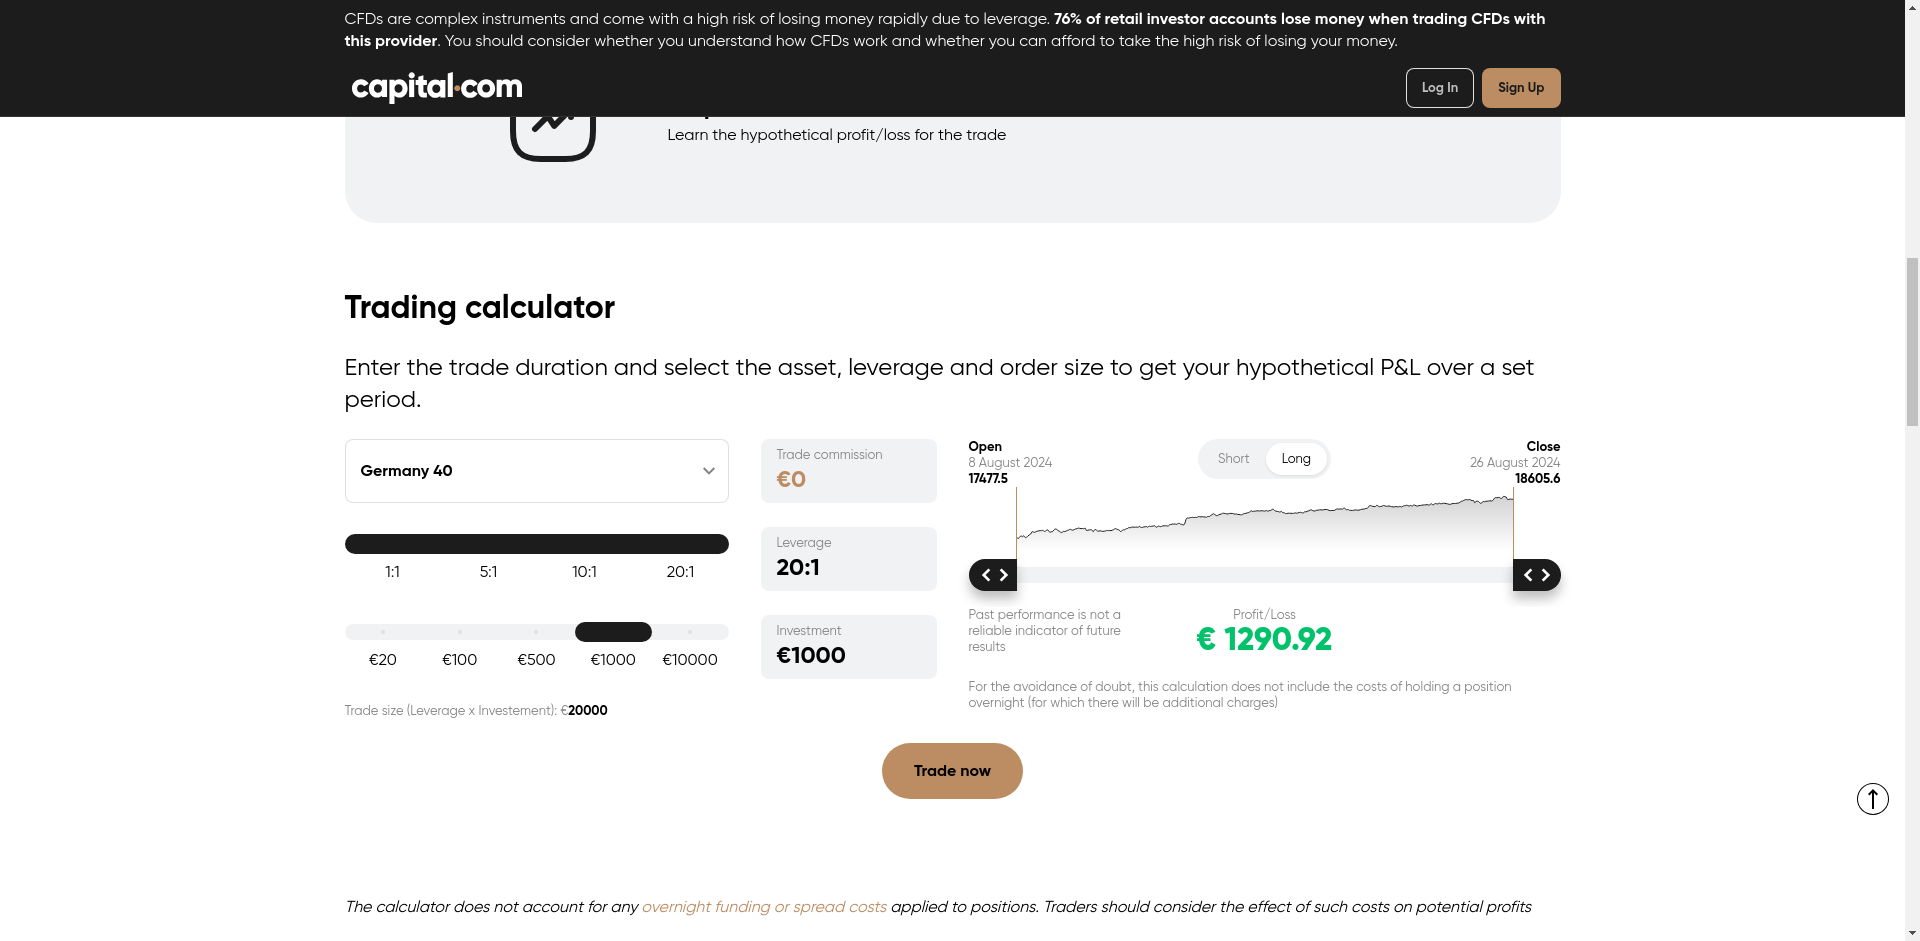 CFDs are complex instruments and come with a high risk of losing money rapidly due to leverage. 76% of retail investor accounts lose money when trading CFDs with
this provider. You should consider whether you understand how CFDs work and whether you can afford to take the high risk of losing your money.
capital.com
Log In
Sign Up
Learn the hypothetical profit/loss for the trade
Trading calculator
Enter the trade duration and select the asset, leverage and order size to get your hypothetical P&L over a set
period.
Germany 40
1:1 5:1 10:1 20:1
€20 €100 €500 €1000 €10000
Trade size (Leverage x Investement): €20000
Trade commission
€0
Leverage
20:1
Investment
€1000
Open
8 August 2024
17477.5
Short Long
Close
26 August 2024
18605.6
Past performance is not a
reliable indicator of future
results
Profit/Loss
€ 1290.92
For the avoidance of doubt, this calculation does not include the costs of holding a position
overnight (for which there will be additional charges)
Trade now
The calculator does not account for any overnight funding or spread costs applied to positions. Traders should consider the effect of such costs on potential profits